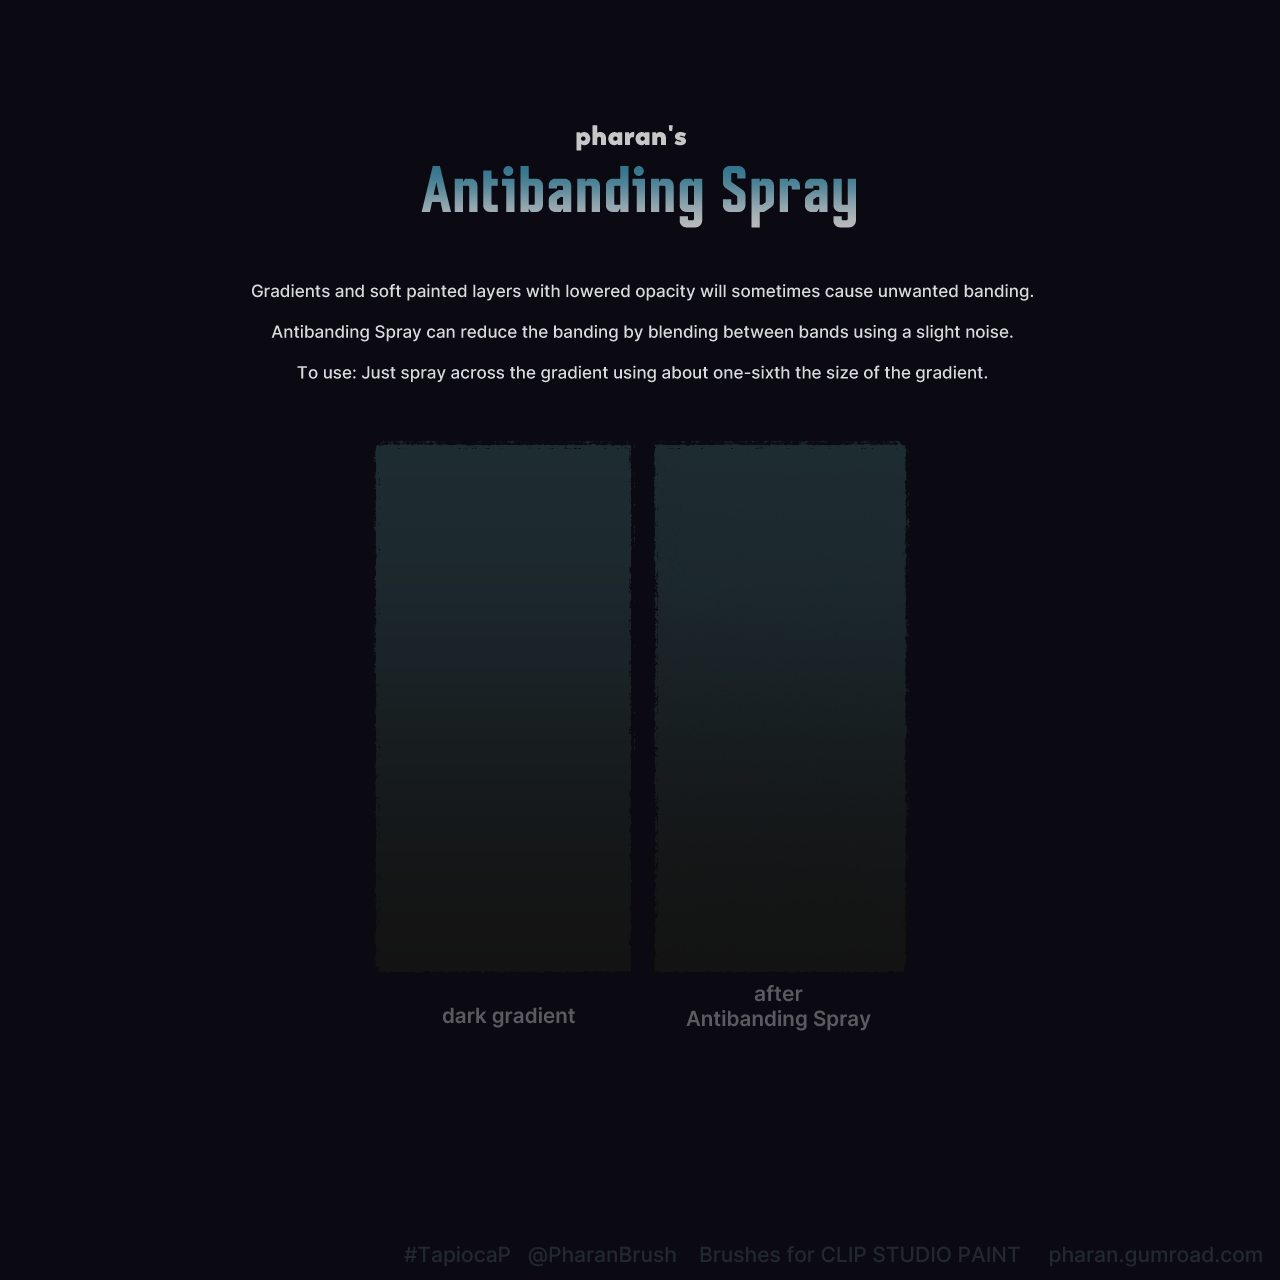 pharan's
Antibanding Spray
Gradients and soft painted layers with lowered opacity will sometimes cause unwanted banding.
Antibanding Spray can reduce the banding by blending between bands using a slight noise.
To use: Just spray across the gradient using about one-sixth the size of the gradient.
dark gradient
after
Antibanding Spray
#TapiocaP @PharanBrush Brushes for CLIP STUDIO PAINT pharan.gumroad.com